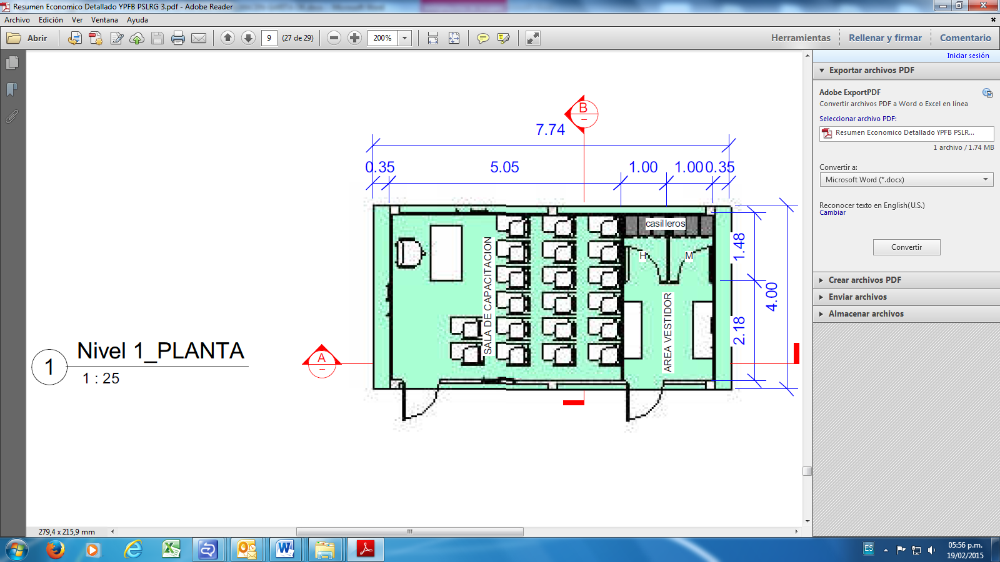 Resumen Economico Detallado YPFB PSLRG 3.pdf - Adobe Reader
Archivo Edición Ver Ventana Ayuda
Abrir
9 (27 de 29)
200%
Herramientas
Rellenar y firmar
Comentario
Iniciar sesión
Exportar archivos PDF
Adobe ExportPDF
Convertir archivos PDF a Word o Excel en línea
Seleccionar archivo PDF:
Resumen Economico Detallado YPFB PSLR...
1 archivo / 1.74 MB
Convertir a:
Microsoft Word (*.docx)
Reconocer texto en English(U.S.)
Cambiar
Convertir
Crear archivos PDF
Enviar archivos
Almacenar archivos
B
7.74
0.35 5.05 1.00 1.00 0.35
casilleros
H M
SALA DE CAPACITACION
AREA VESTIDOR
1.48
4.00
2.18
A
1
Nivel 1_PLANTA
1 : 25
279,4 x 215,9 mm
ES
05:56 p.m.
19/02/2015